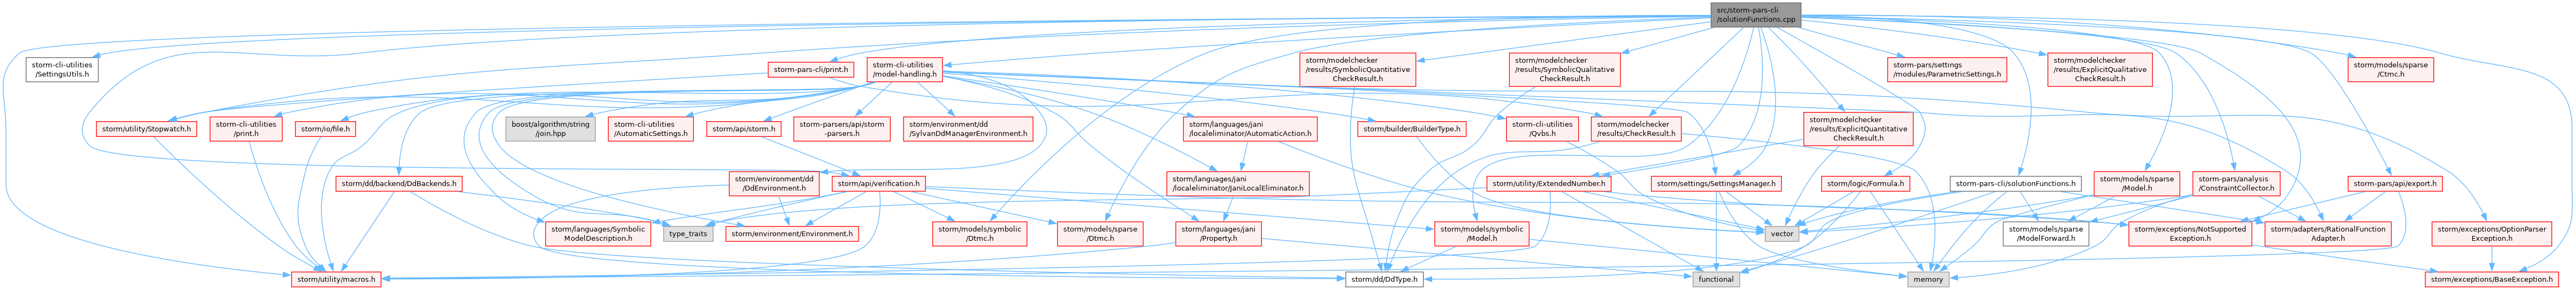 src/storm-pars-cli
/solutionFunctions.cpp
storm-cli-utilities
/SettingsUtils.h
storm-pars-cli/print.h
storm-cli-utilities
/model-handling.h
storm/modelchecker
/results/SymbolicQuantitative
CheckResult.h
storm/modelchecker
/results/SymbolicQualitative
CheckResult.h
storm-pars/settings
/modules/ParametricSettings.h
storm/modelchecker
/results/ExplicitQualitative
CheckResult.h
storm/models/sparse
/Ctmc.h
storm/utility/Stopwatch.h
storm-cli-utilities
/print.h
storm/io/file.h
boost/algorithm/string
/join.hpp
storm-cli-utilities
/AutomaticSettings.h
storm/api/storm.h
storm-parsers/api/storm
-parsers.h
storm/environment/dd
/SylvanDdManagerEnvironment.h
storm/languages/jani
/localeliminator/AutomaticAction.h
storm/builder/BuilderType.h
storm-cli-utilities
/Qvbs.h
storm/modelchecker
/results/CheckResult.h
storm/modelchecker
/results/ExplicitQuantitative
CheckResult.h
storm/dd/backend/DdBackends.h
storm/environment/dd
/DdEnvironment.h
storm/api/verification.h
storm/languages/jani
/localeliminator/JaniLocalEliminator.h
storm/utility/ExtendedNumber.h
storm/settings/SettingsManager.h
storm/logic/Formula.h
storm-pars-cli/solutionFunctions.h
storm/models/sparse
/Model.h
storm-pars/analysis
/ConstraintCollector.h
storm-pars/api/export.h
storm/languages/Symbolic
ModelDescription.h
type_traits
storm/environment/Environment.h
storm/models/symbolic
/Dtmc.h
storm/models/sparse
/Dtmc.h
storm/languages/jani
/Property.h
storm/models/symbolic
/Model.h
vector
storm/models/sparse
/ModelForward.h
storm/exceptions/NotSupported
Exception.h
storm/adapters/RationalFunction
Adapter.h
storm/exceptions/OptionParser
Exception.h
storm/utility/macros.h
storm/dd/DdType.h
functional
memory
storm/exceptions/BaseException.h